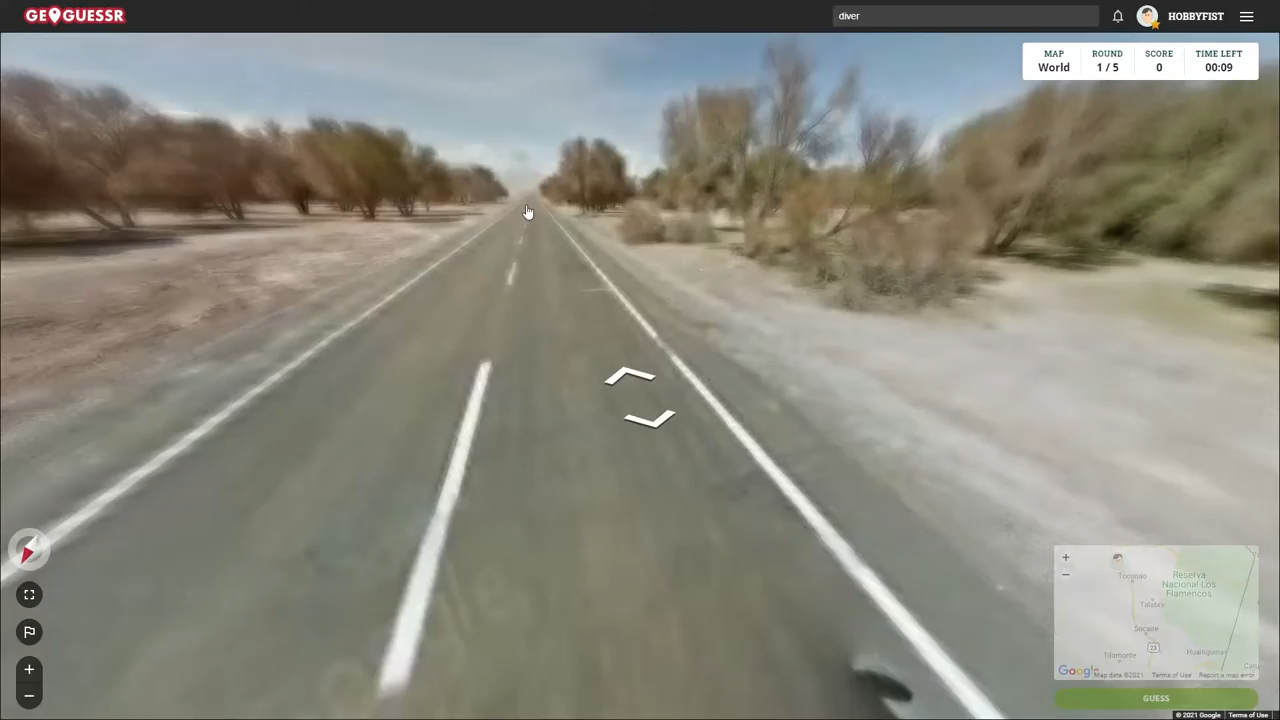 GEOGUESSR
diver
HOBBYFIST
MAP
World
ROUND
1 / 5
SCORE
0
TIME LEFT
00:09
Toconao
Reserva
Nacional Los
Flamencos
Talabre
Socaire
23
Tilomonte
Huaitiquina
Google
Map data ©2021
Terms of Use
Report a map error
GUESS
© 2021 Google
Terms of Use